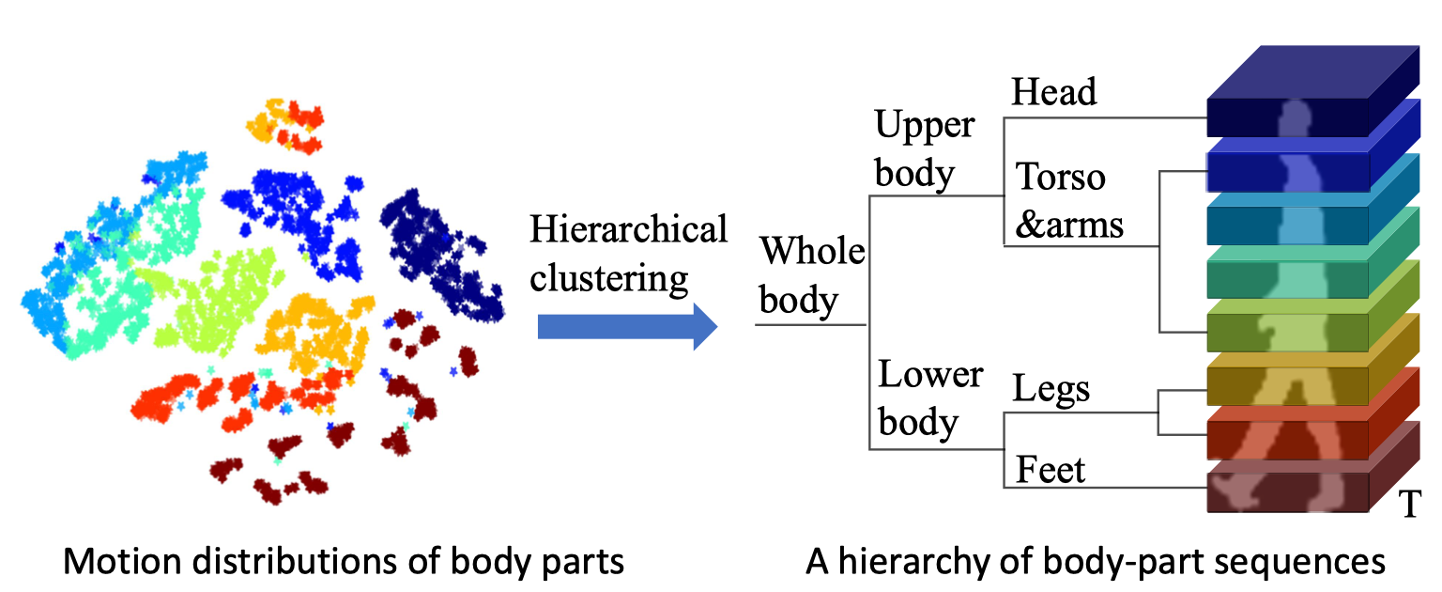 Hierarchical
clustering
Whole
body
Upper
body
Head
Torso
&arms
Lower
body
Legs
Feet
T
Motion distributions of body parts
A hierarchy of body-part sequences